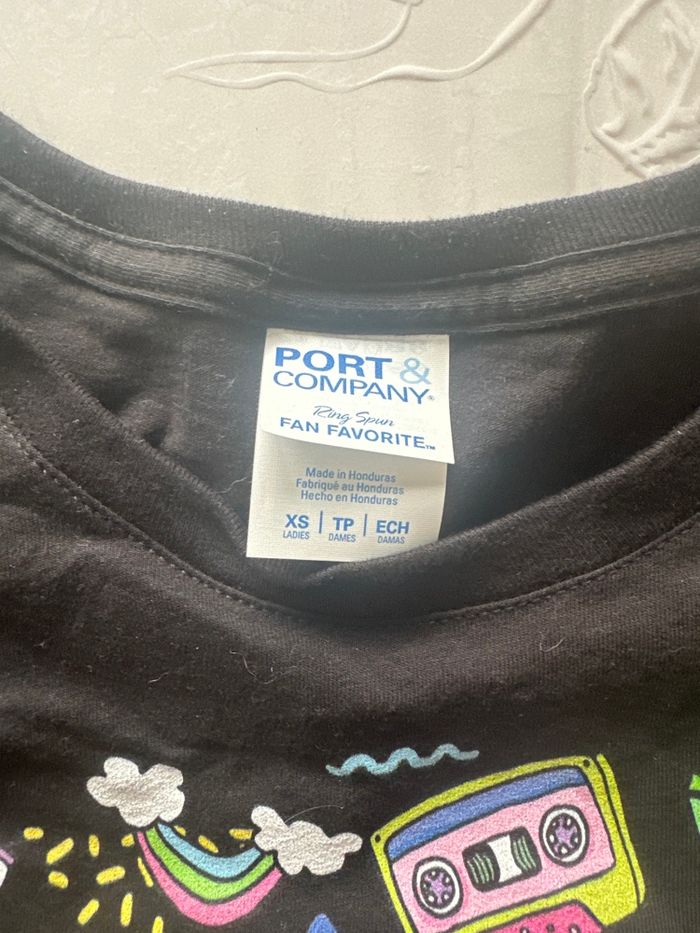 PORT &
COMPANY®
Ring Spun
FAN FAVORITE™
Made in Honduras
Fabriqué au Honduras
Hecho en Honduras
XS | TP | ECH
LADIES DAMES DAMAS